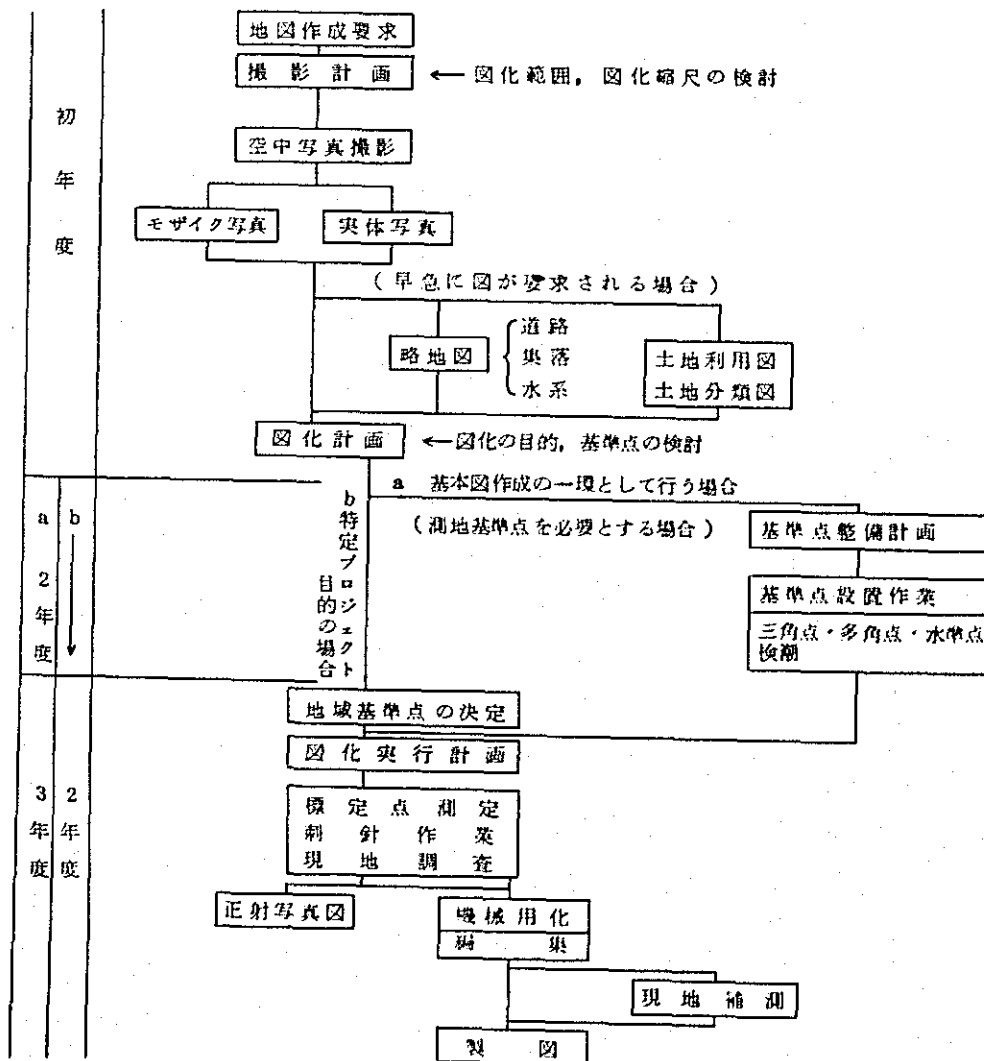 地図作成要求
撮影計画
← 図化範囲，図化縮尺の検討
初年度
空中写真撮影
モザイク写真
実体写真
（早急に図が要求される場合）
略地図
道路
集落
水系
土地利用図
土地分類図
図化計画
←図化の目的，基準点の検討
a 基本図作成の一環として行う場合
（測地基準点を必要とする場合）
a 2年度
b
b特定プロジェクト
目的の場合
基準点整備計画
基準点設置作業
三角点・多角点・水準点
検潮
地域基準点の決定
図化実行計画
3年度
2年度
標定点測定
刺針作業
現地調査
正射写真図
機械用化
編集
現地補測
製図